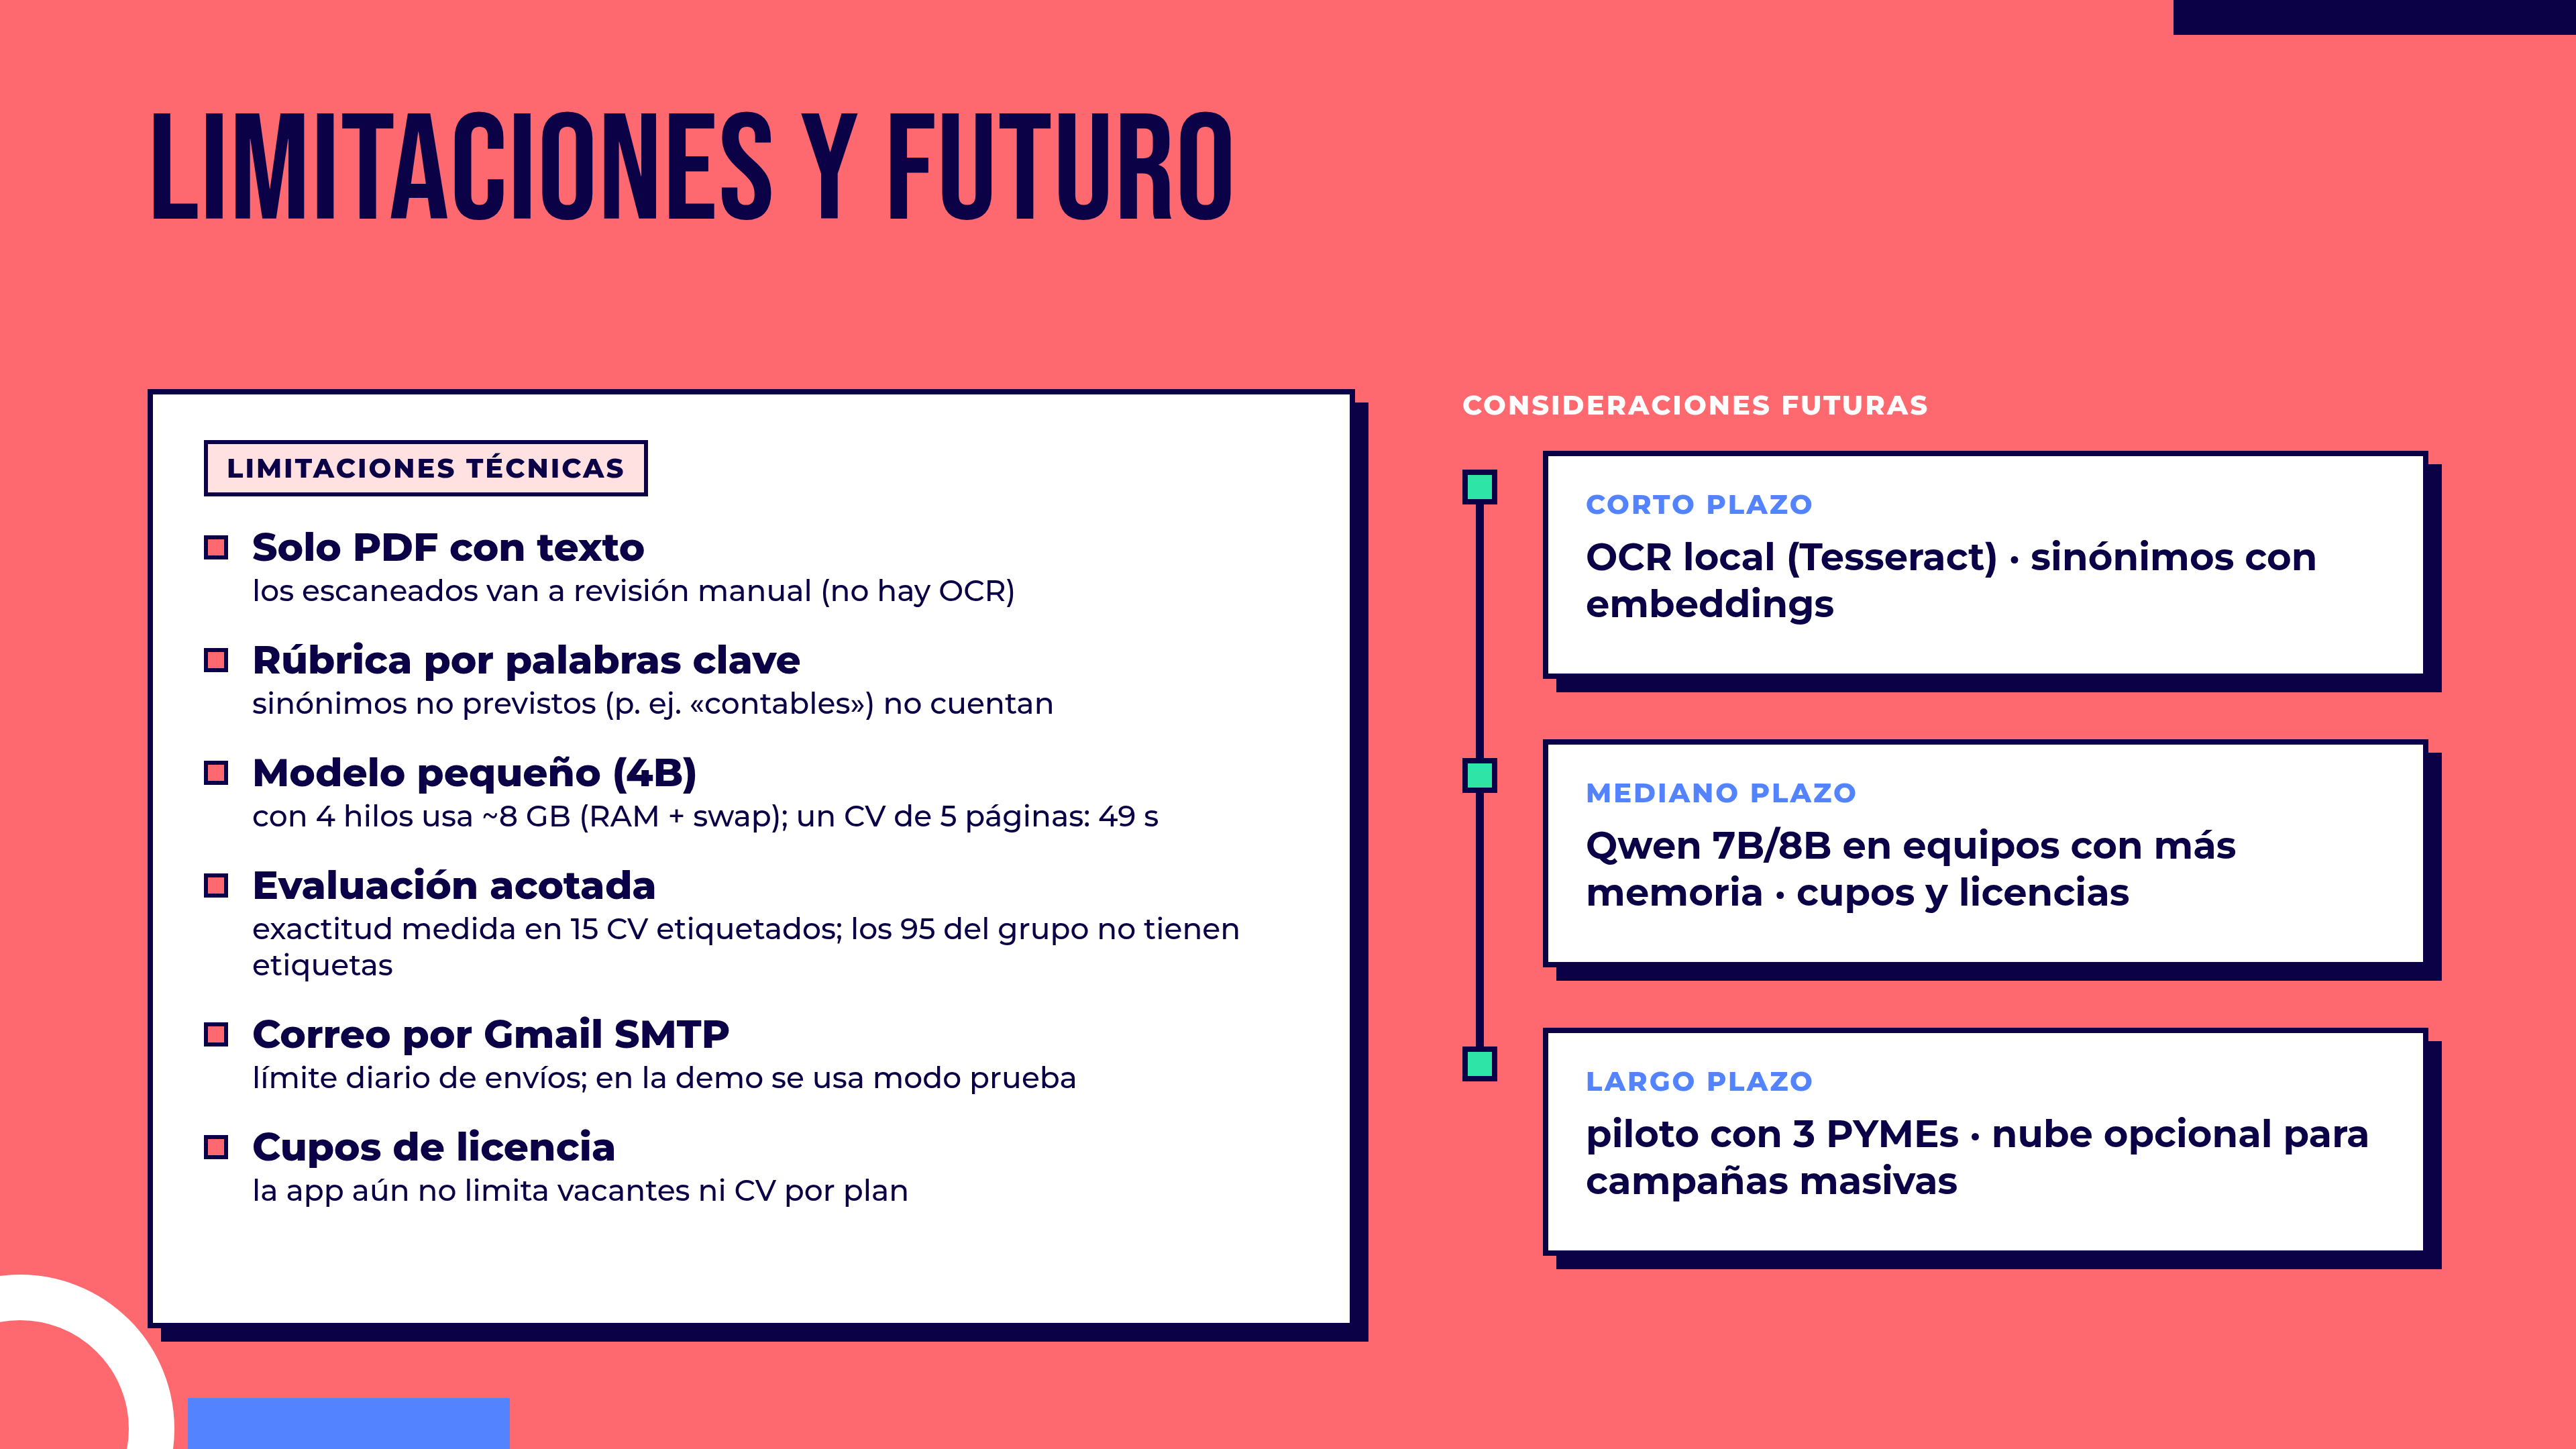 LIMITACIONES Y FUTURO
LIMITACIONES TÉCNICAS
Solo PDF con texto
los escaneados van a revisión manual (no hay OCR)
Rúbrica por palabras clave
sinónimos no previstos (p. ej. «contables») no cuentan
Modelo pequeño (4B)
con 4 hilos usa ~8 GB (RAM + swap); un CV de 5 páginas: 49 s
Evaluación acotada
exactitud medida en 15 CV etiquetados; los 95 del grupo no tienen
etiquetas
Correo por Gmail SMTP
límite diario de envíos; en la demo se usa modo prueba
Cupos de licencia
la app aún no limita vacantes ni CV por plan
CONSIDERACIONES FUTURAS
CORTO PLAZO
OCR local (Tesseract) · sinónimos con
embeddings
MEDIANO PLAZO
Qwen 7B/8B en equipos con más
memoria · cupos y licencias
LARGO PLAZO
piloto con 3 PYMEs · nube opcional para
campañas masivas